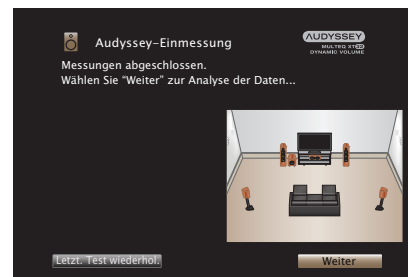 Audyssey-Einmessung
AUDYSSEY
MULTEQ XT32
DYNAMIC VOLUME
Messungen abgeschlossen.
Wählen Sie “Weiter” zur Analyse der Daten...
Letzt. Test wiederhol.
Weiter